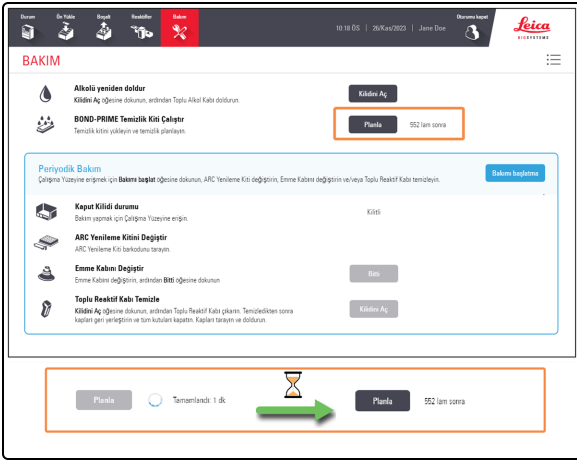 Durum
Ön Yükle
Boşalt
Reaktifler
Bakım
10:18 ÖS | 26/Kas/2023 | Jane Doe
Oturumu kapat
Leica
BIOSYSTEMS
BAKIM
Alkolü yeniden doldur
Kilidini Aç öğesine dokunun, ardından Toplu Alkol Kabı doldurun.
Kilidini Aç
BOND-PRIME Temizlik Kiti Çalıştır
Temizlik kitini yükleyin ve temizlik planlayın.
Planla
552 lam sonra
Periyodik Bakım
Çalışma Yüzeyine erişmek için Bakımı başlat öğesine dokunun, ARC Yenileme Kiti değiştirin, Emme Kabını değiştirin ve/veya Toplu Reaktif Kabı temizleyin.
Bakımı başlatma
Kaput Kilidi durumu
Bakım yapmak için Çalışma Yüzeyine erişin.
Kilitli
ARC Yenileme Kitini Değiştir
ARC Yenileme Kiti barkodunu tarayın.
Emme Kabını Değiştir
Emme Kabını değiştirin, ardından Bitti öğesine dokunun
Bitti
Toplu Reaktif Kabı Temizle
Kilidini Aç öğesine dokunun, ardından Toplu Reaktif Kabı çıkarın, Temizledikten sonra
kapları geri yerleştirin ve tüm kutuları kapatın. Kapları tarayın ve doldurun.
Kilidini Aç
Planla
Tamamlandı: 1 dk
Planla
552 lam sonra